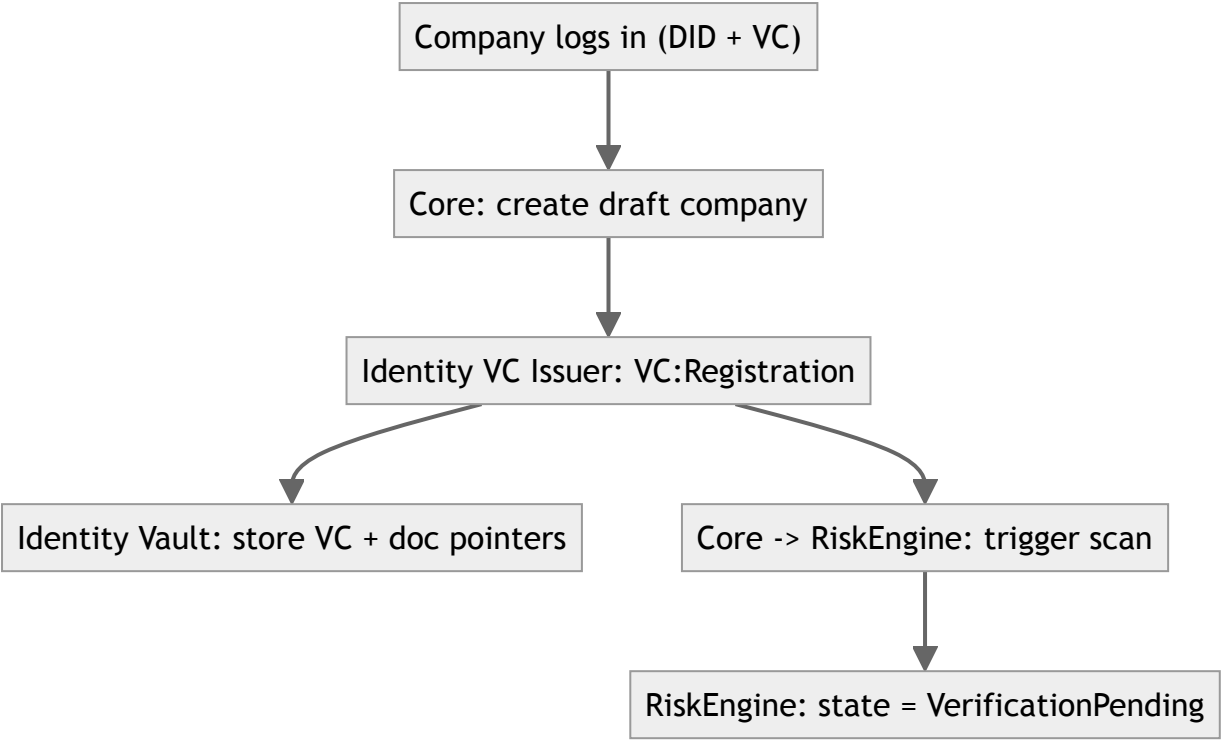 Company logs in (DID + VC)
Core: create draft company
Identity VC Issuer: VC:Registration
Identity Vault: store VC + doc pointers
Core -> RiskEngine: trigger scan
RiskEngine: state = VerificationPending